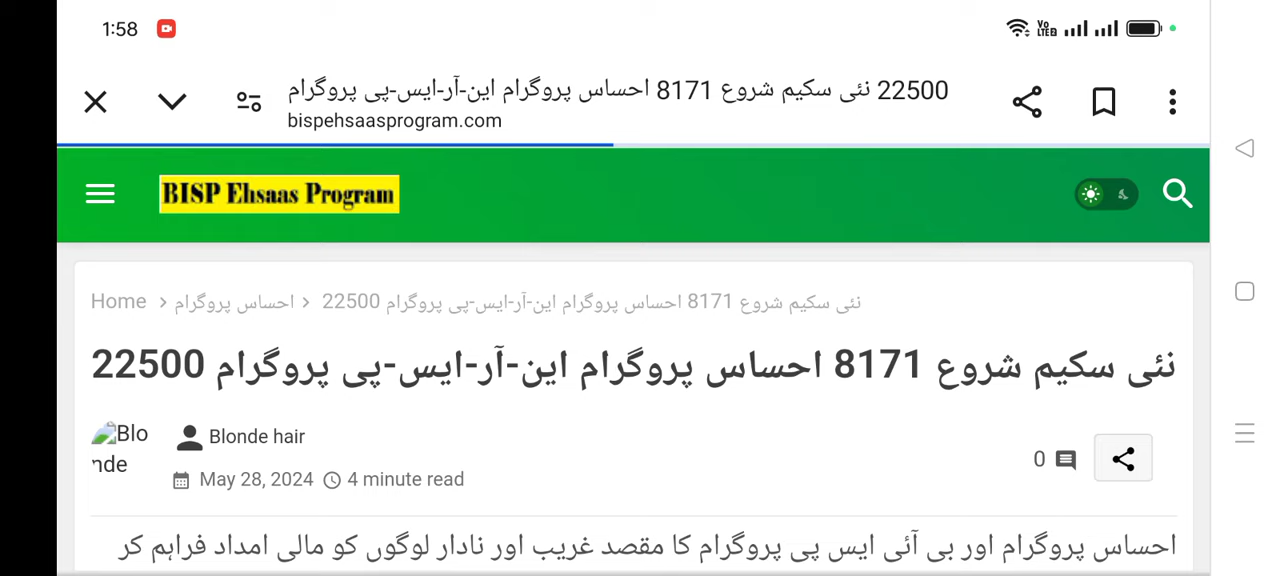 1:58
Vo LTE2
22500 نئی سکیم شروع 8171 احساس پروگرام این-آر-ایس-پی پروگرام
bispehsaasprogram.com
BISP Ehsaas Program
Home › احساس پروگرام › نئی سکیم شروع 8171 احساس پروگرام این-آر-ایس-پی پروگرام 22500
نئی سکیم شروع 8171 احساس پروگرام این-آر-ایس-پی پروگرام 22500
Blo
nde
Blonde hair
0
May 28, 2024 4 minute read
احساس پروگرام اور بی آئی ایس پی پروگرام کا مقصد غریب اور نادار لوگوں کو مالی امداد فراہم کر